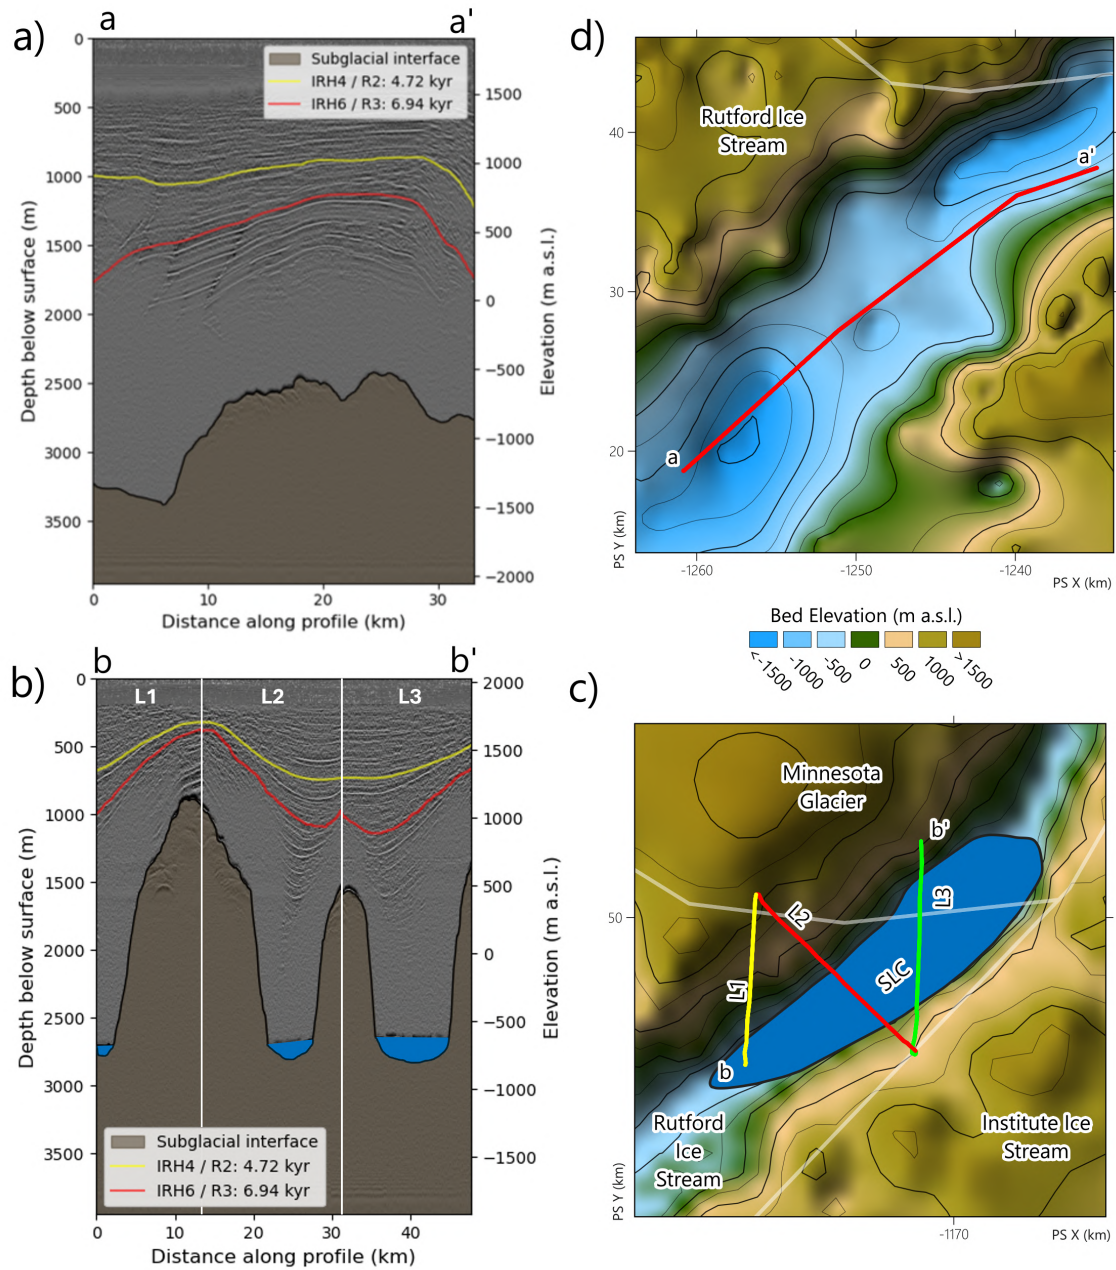 a)
a
a'
0
500
1000
1500
2000
2500
3000
3500
Depth below surface (m)
Subglacial interface
IRH4 / R2: 4.72 kyr
IRH6 / R3: 6.94 kyr
1500
1000
500
0
−500
−1000
−1500
−2000
Elevation (m a.s.l.)
0
10
20
30
Distance along profile (km)
d)
Rutford Ice
Stream
a'
a
40
30
20
PS Y (km)
-1260
-1250
-1240
PS X (km)
Bed Elevation (m a.s.l.)
<-1500
-1000
-500
0
500
1000
>1500
b)
b
b'
L1
L2
L3
0
500
1000
1500
2000
2500
3000
3500
Depth below surface (m)
2000
1500
1000
500
0
−500
−1000
−1500
Elevation (m a.s.l.)
Subglacial interface
IRH4 / R2: 4.72 kyr
IRH6 / R3: 6.94 kyr
0
10
20
30
40
Distance along profile (km)
c)
Minnesota
Glacier
b'
L3
L2
SLC
L1
b
Rutford
Ice
Stream
Institute Ice
Stream
50
PS Y (km)
-1170
PS X (km)